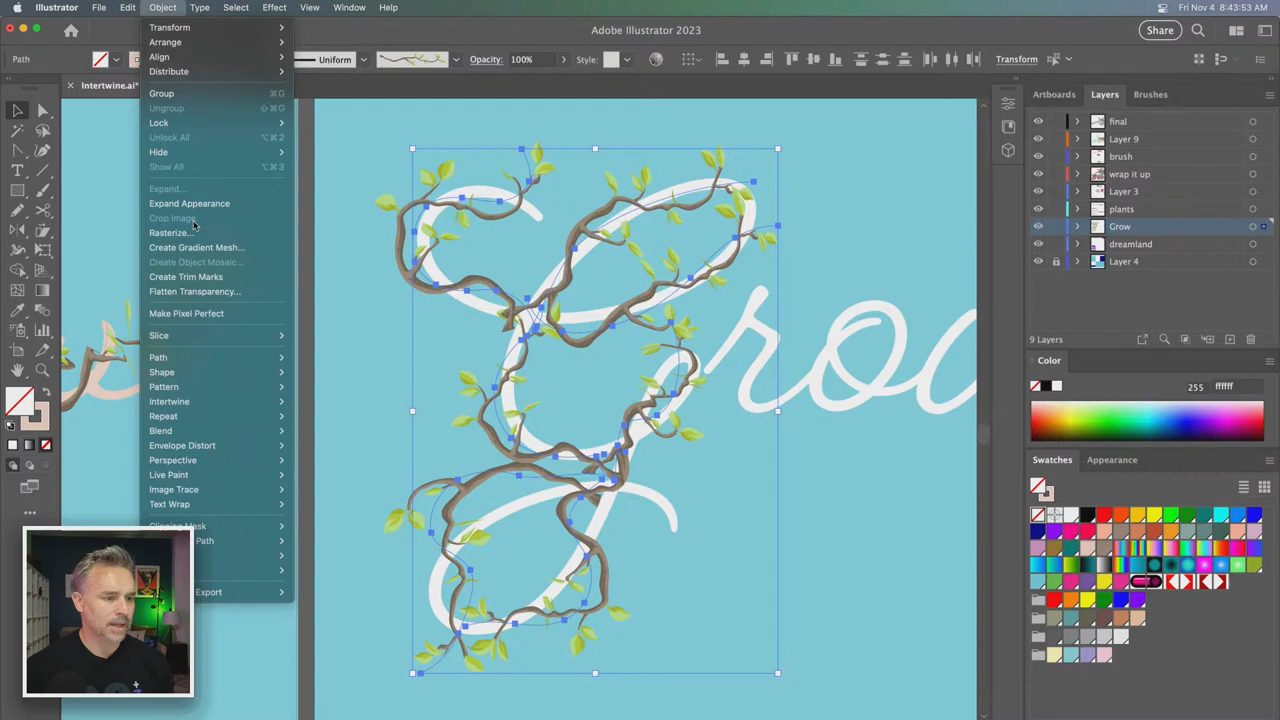 Illustrator File Edit Object Type Select Effect View Window Help Fri Nov 4 8:43:53 AM
Adobe Illustrator 2023
Share
Path
Uniform
Opacity: 100%
Style:
Transform
Intertwine.ai*
Transform
Arrange
Align
Distribute
Group ⌘G
Ungroup ⇧⌘G
Lock
Unlock All ⌥⌘2
Hide
Show All ⌥⌘3
Expand...
Expand Appearance
Crop Image
Rasterize...
Create Gradient Mesh...
Create Object Mosaic...
Create Trim Marks
Flatten Transparency...
Make Pixel Perfect
Slice
Path
Shape
Pattern
Intertwine
Repeat
Blend
Envelope Distort
Perspective
Live Paint
Image Trace
Text Wrap
Clipping Mask
Path
Export
Gro
Artboards Layers Brushes
final
Layer 9
brush
wrap it up
Layer 3
plants
Grow
dreamland
Layer 4
9 Layers
Color
255 ffffff
Swatches Appearance